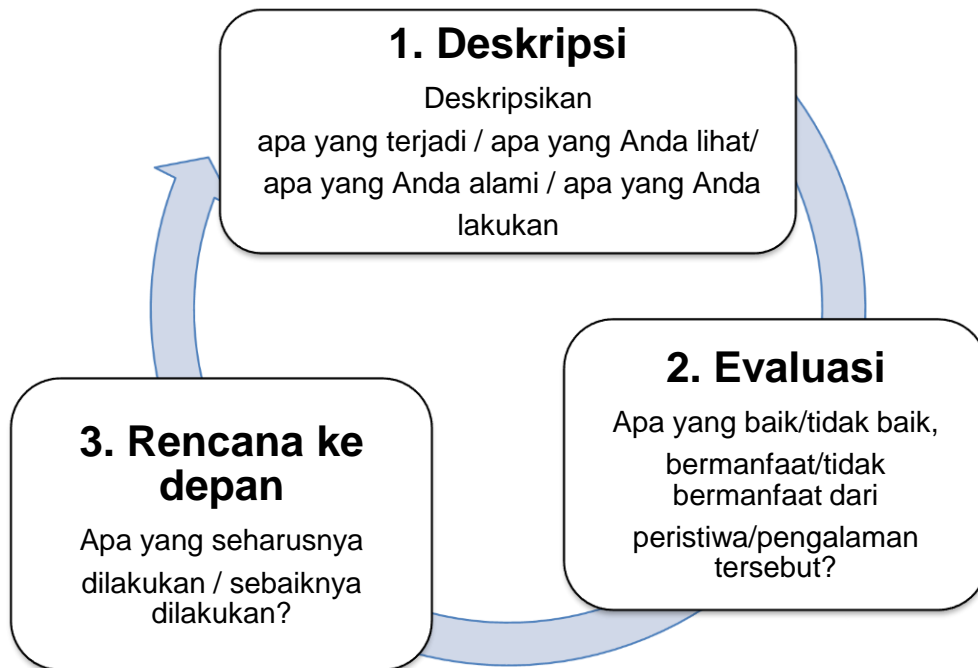 1. Deskripsi
Deskripsikan
apa yang terjadi / apa yang Anda lihat/
apa yang Anda alami / apa yang Anda
lakukan
2. Evaluasi
Apa yang baik/tidak baik,
bermanfaat/tidak
bermanfaat dari
peristiwa/pengalaman
tersebut?
3. Rencana ke
depan
Apa yang seharusnya
dilakukan / sebaiknya
dilakukan?